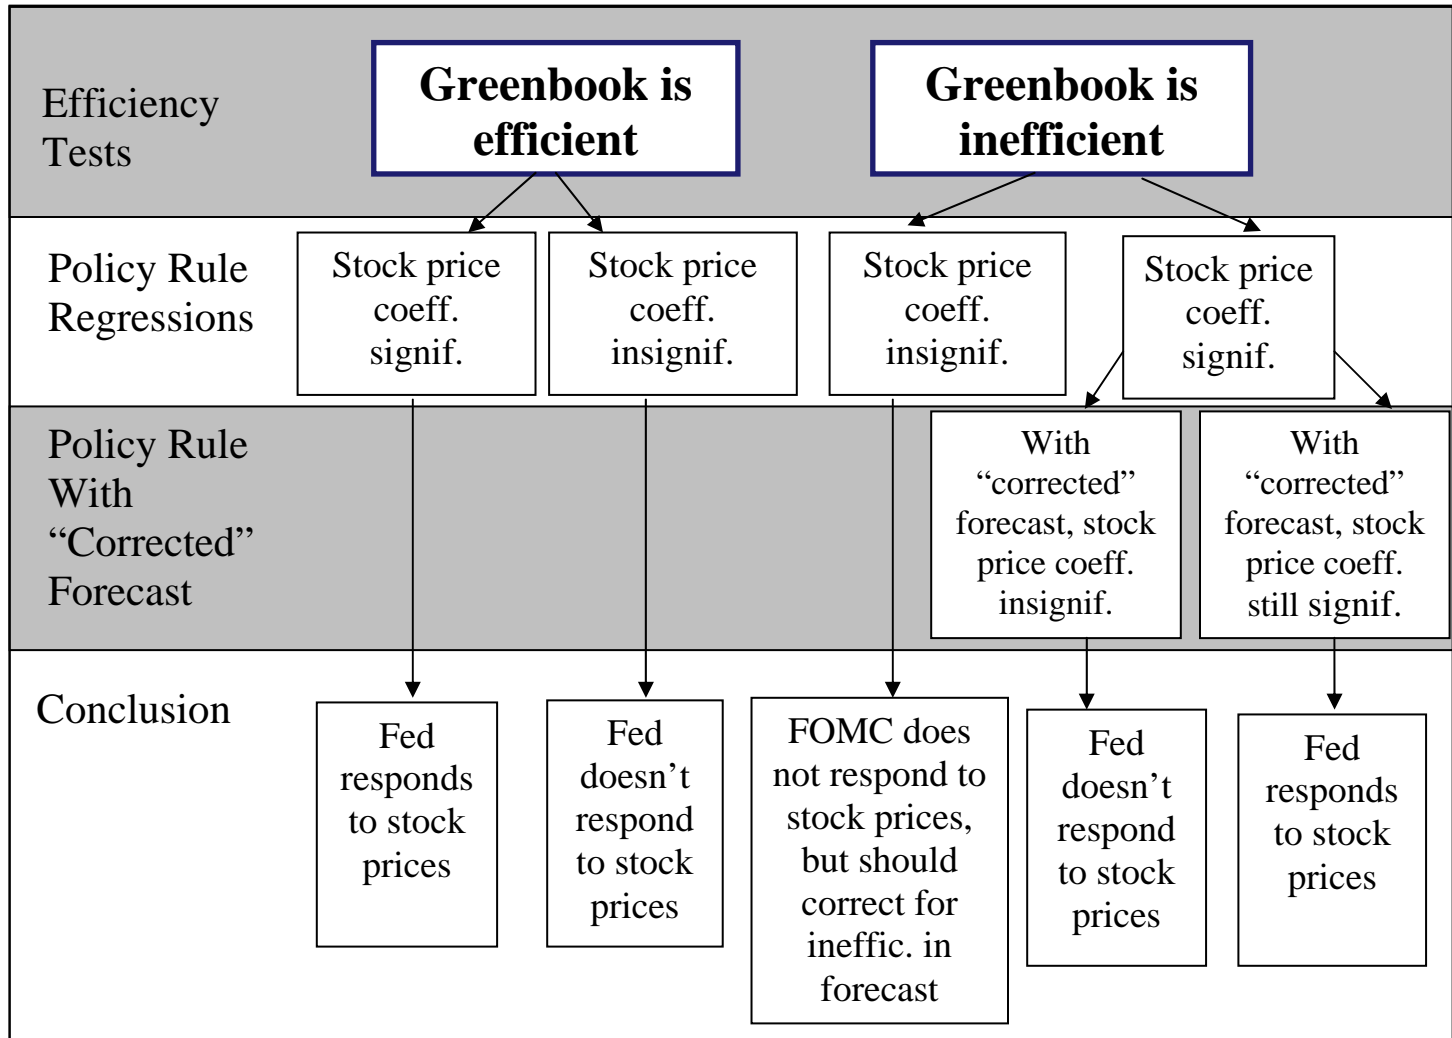 Efficiency
Tests
Greenbook is
efficient
Greenbook is
inefficient
Policy Rule
Regressions
Stock price
coeff.
signif.
Stock price
coeff.
insignif.
Stock price
coeff.
insignif.
Stock price
coeff.
signif.
Policy Rule
With
“Corrected”
Forecast
With
“corrected”
forecast, stock
price coeff.
insignif.
With
“corrected”
forecast, stock
price coeff.
still signif.
Conclusion
Fed
responds
to stock
prices
Fed
doesn’t
respond
to stock
prices
FOMC does
not respond to
stock prices,
but should
correct for
ineffic. in
forecast
Fed
doesn’t
respond
to stock
prices
Fed
responds
to stock
prices